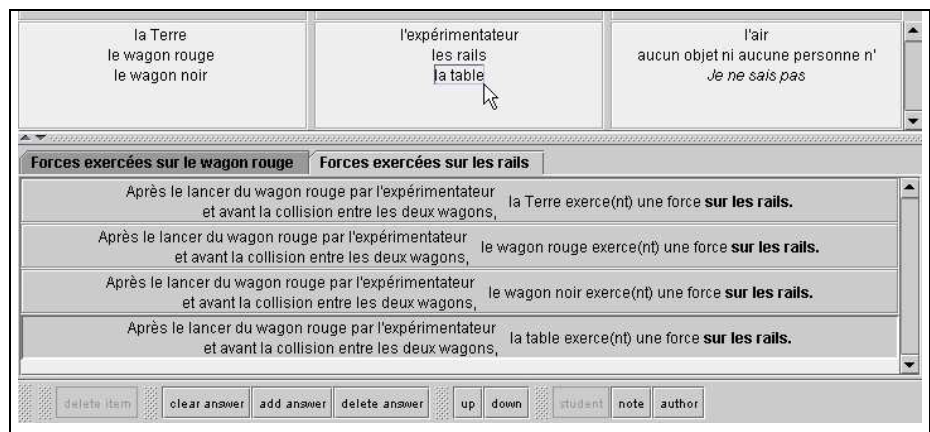 la Terre
le wagon rouge
le wagon noir
l'expérimentateur
les rails
la table
l'air
aucun objet ni aucune personne n'
Je ne sais pas
Forces exercées sur le wagon rouge
Forces exercées sur les rails
Après le lancer du wagon rouge par l'expérimentateur
et avant la collision entre les deux wagons,
la Terre exerce(nt) une force sur les rails.
Après le lancer du wagon rouge par l'expérimentateur
et avant la collision entre les deux wagons,
le wagon rouge exerce(nt) une force sur les rails.
Après le lancer du wagon rouge par l'expérimentateur
et avant la collision entre les deux wagons,
le wagon noir exerce(nt) une force sur les rails.
Après le lancer du wagon rouge par l'expérimentateur
et avant la collision entre les deux wagons,
la table exerce(nt) une force sur les rails.
delete item clear answer add answer delete answer up down student note author